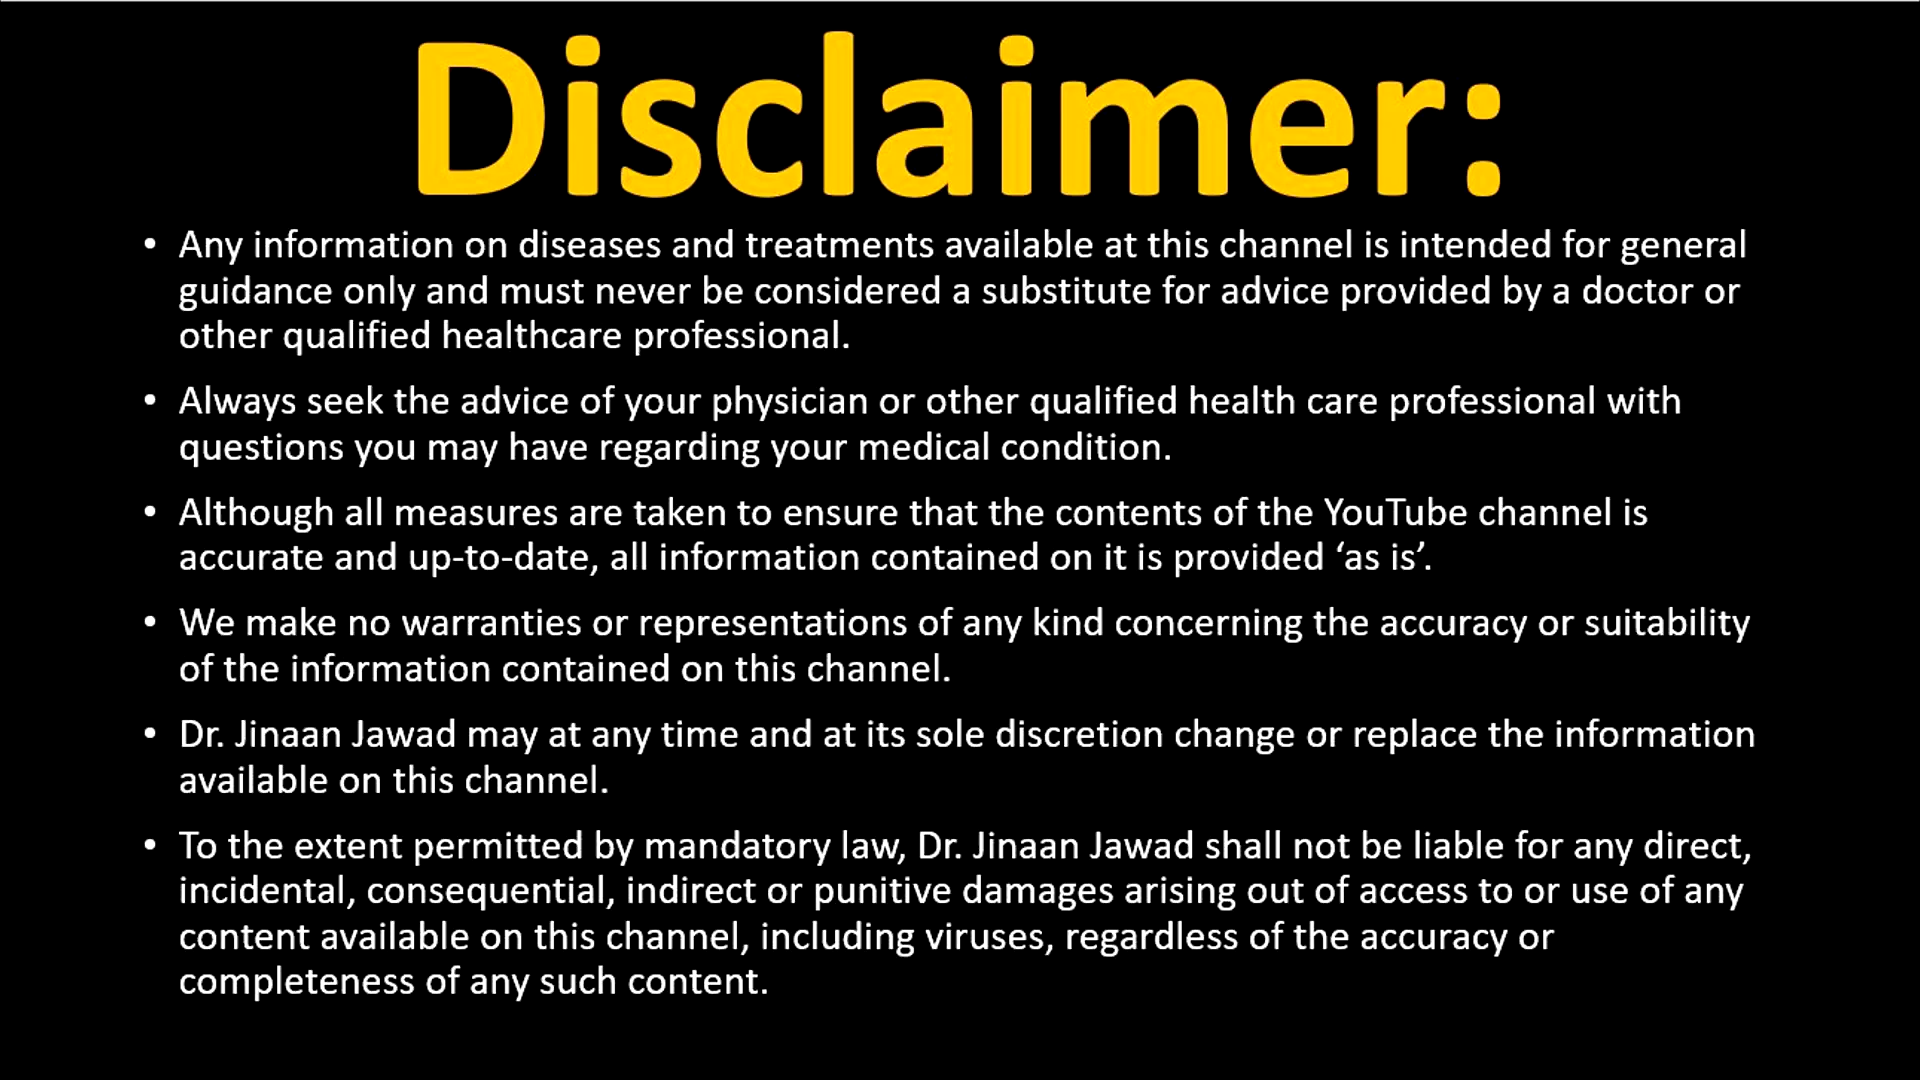 Disclaimer:
• Any information on diseases and treatments available at this channel is intended for general
guidance only and must never be considered a substitute for advice provided by a doctor or
other qualified healthcare professional.
• Always seek the advice of your physician or other qualified health care professional with
questions you may have regarding your medical condition.
• Although all measures are taken to ensure that the contents of the YouTube channel is
accurate and up-to-date, all information contained on it is provided ‘as is’.
• We make no warranties or representations of any kind concerning the accuracy or suitability
of the information contained on this channel.
• Dr. Jinaan Jawad may at any time and at its sole discretion change or replace the information
available on this channel.
• To the extent permitted by mandatory law, Dr. Jinaan Jawad shall not be liable for any direct,
incidental, consequential, indirect or punitive damages arising out of access to or use of any
content available on this channel, including viruses, regardless of the accuracy or
completeness of any such content.